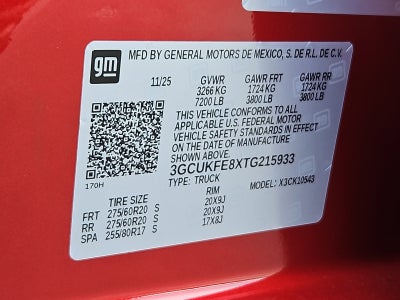 gm
MFD BY GENERAL MOTORS DE MEXICO, S. DE R.L. DE C.V.
11/25 GVWR GAWR FRT GAWR RR
3266 KG 1724 KG 1724 KG
7200 LB 3800 LB 3800 LB
THIS VEHICLE CONFORMS TO ALL
APPLICABLE U.S. FEDERAL MOTOR
VEHICLE SAFETY STANDARDS IN EFFECT
ON THE DATE OF MANUFACTURE
SHOWN ABOVE.
3GCUKFE8XTG215933
170H
TYPE: TRUCK MODEL: X3CK10543
TIRE SIZE RIM
FRT 275/60R20 S 20X9J
RR 275/60R20 S 20X9J
SPA 255/80R17 S 17X8J